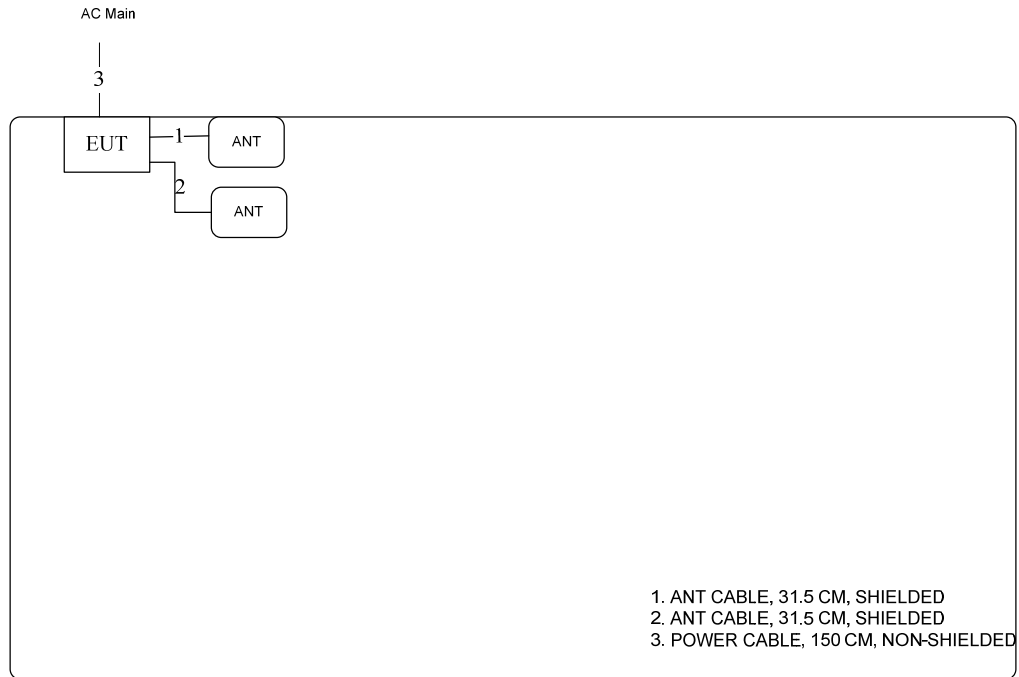 AC Main
3
EUT
1
ANT
2
ANT
1. ANT CABLE, 31.5 CM, SHIELDED
2. ANT CABLE, 31.5 CM, SHIELDED
3. POWER CABLE, 150 CM, NON-SHIELDED